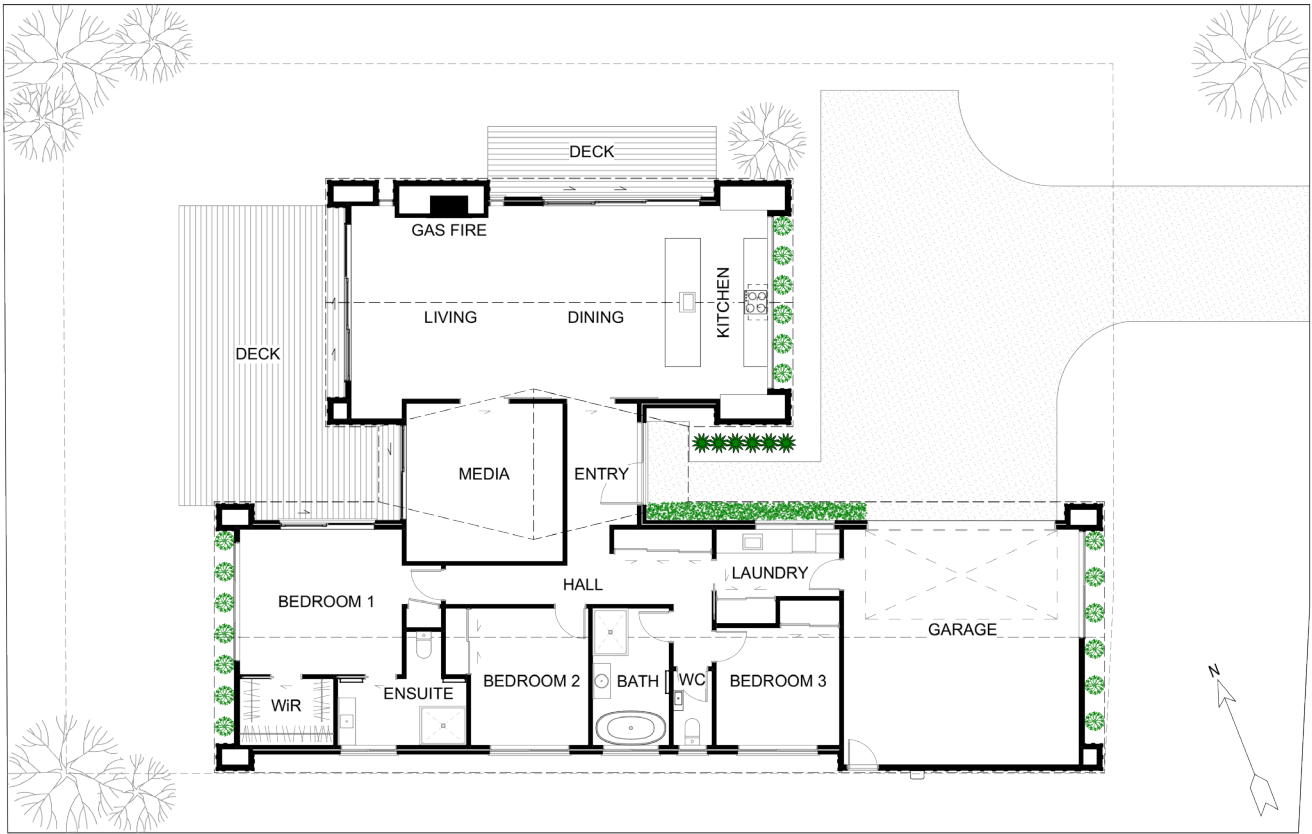 DECK
GAS FIRE
KITCHEN
LIVING
DINING
DECK
MEDIA
ENTRY
HALL
LAUNDRY
BEDROOM 1
GARAGE
ENSUITE
BEDROOM 2
BATH
WC
BEDROOM 3
WiR
N